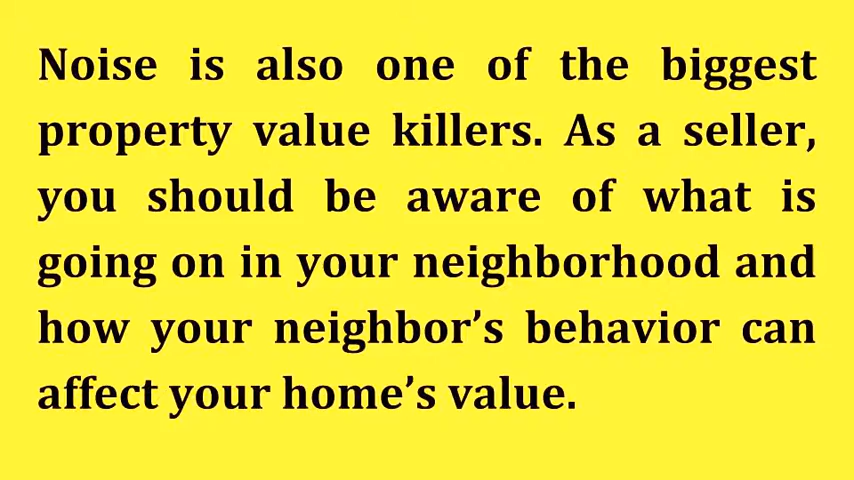 Noise is also one of the biggest
property value killers. As a seller,
you should be aware of what is
going on in your neighborhood and
how your neighbor’s behavior can
affect your home’s value.